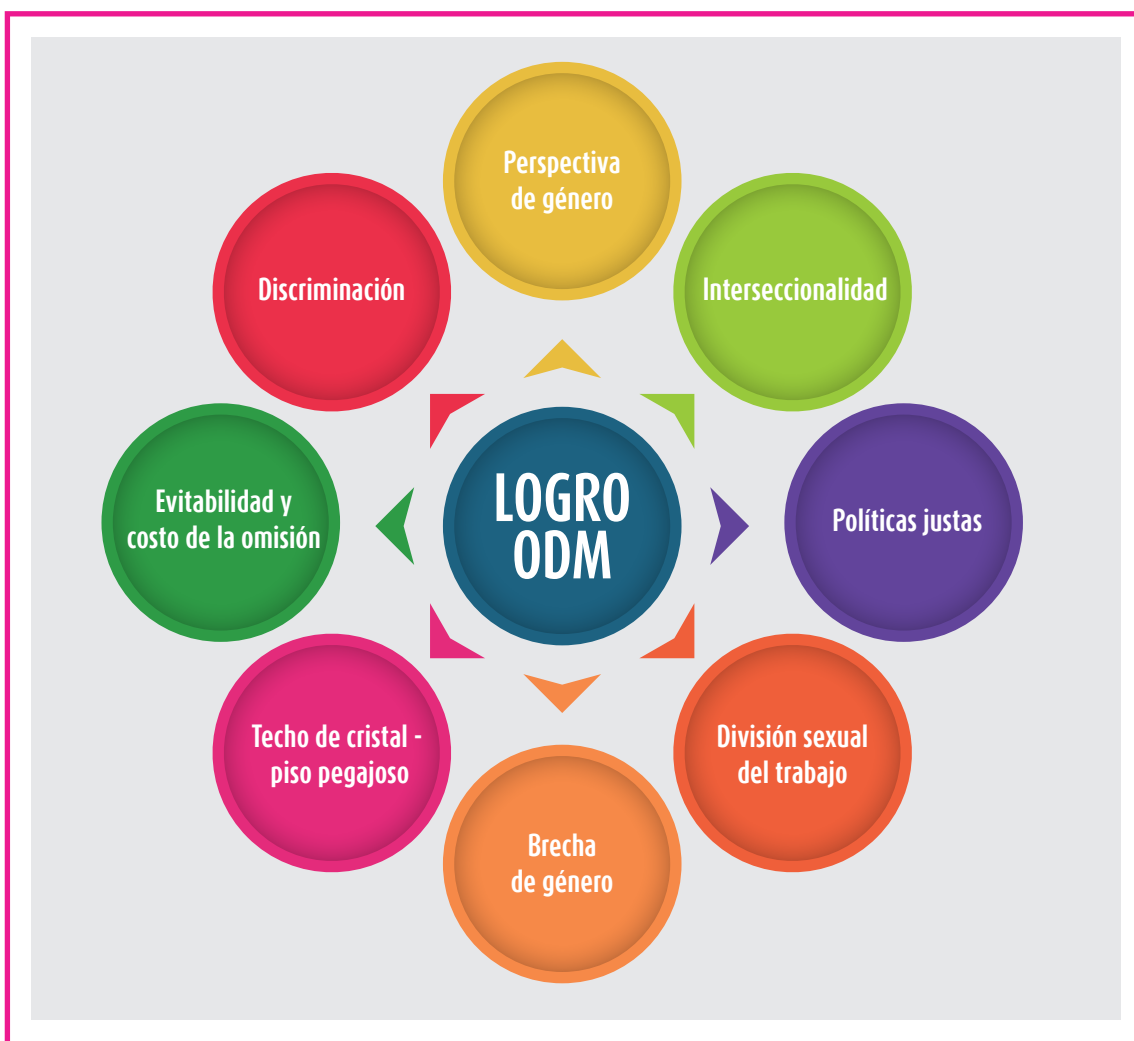 Perspectiva
de género
Discriminación
Interseccionalidad
Evitabilidad y
costo de la omisión
LOGRO
ODM
Políticas justas
Techo de cristal -
piso pegajoso
División sexual
del trabajo
Brecha
de género